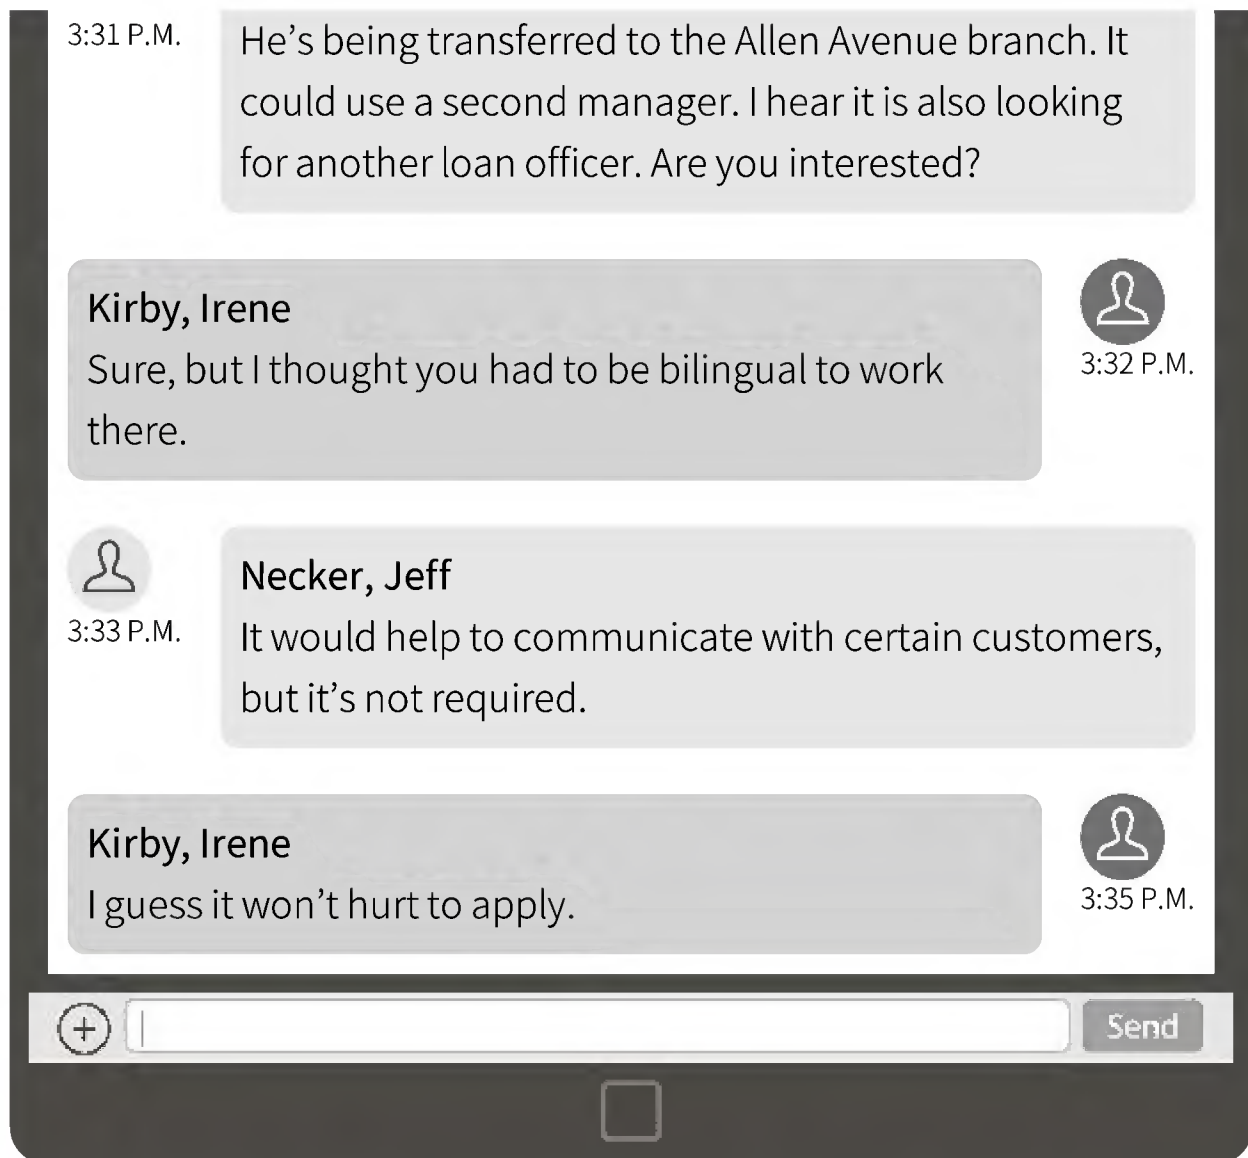 3:31 P.M.
He's being transferred to the Allen Avenue branch. It
could use a second manager. I hear it is also looking
for another loan officer. Are you interested?
Kirby, Irene
Sure, but I thought you had to be bilingual to work
there.
3:32 P.M.
Necker, Jeff
3:33 P.M.
It would help to communicate with certain customers,
but it's not required.
Kirby, Irene
I guess it won't hurt to apply.
3:35 P.M.
Send